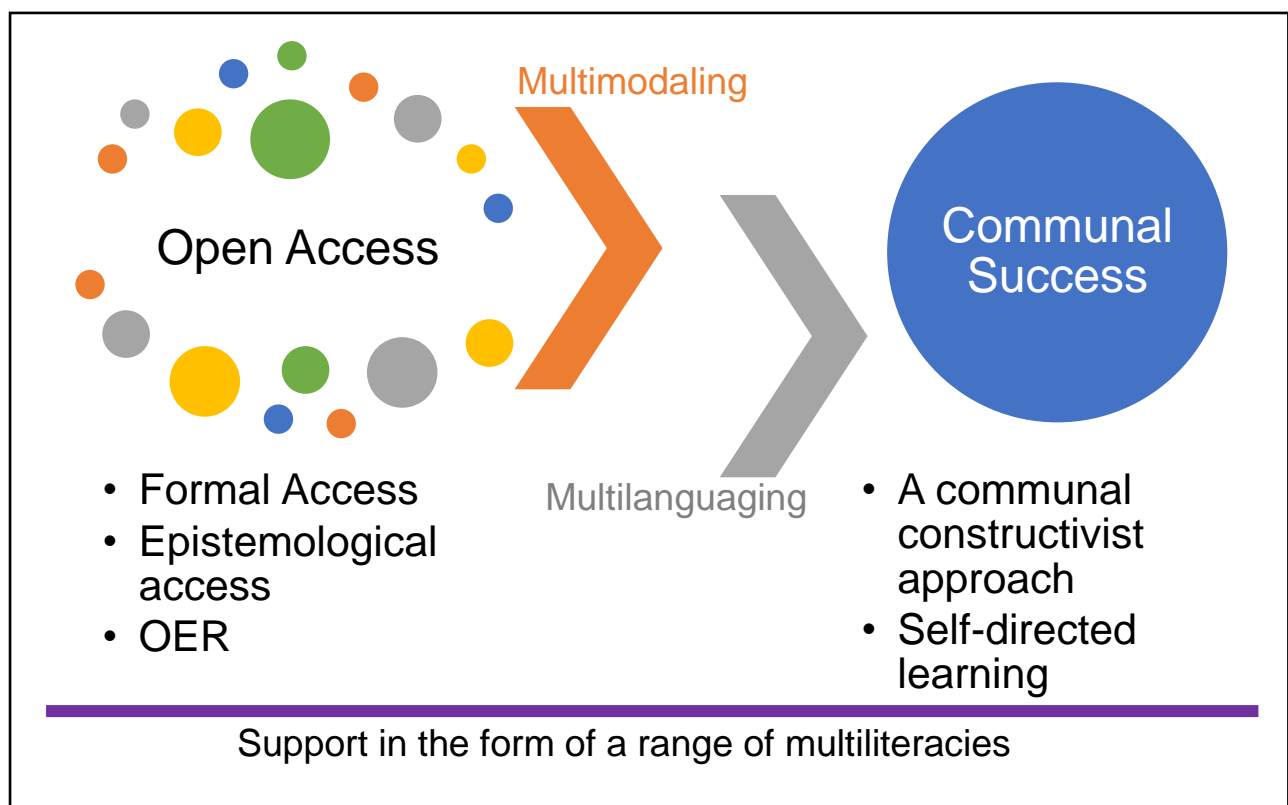 Multimodaling
Open Access
Communal
Success
• Formal Access
• Epistemological
access
• OER
Multilanguaging
• A communal
constructivist
approach
• Self-directed
learning
Support in the form of a range of multiliteracies